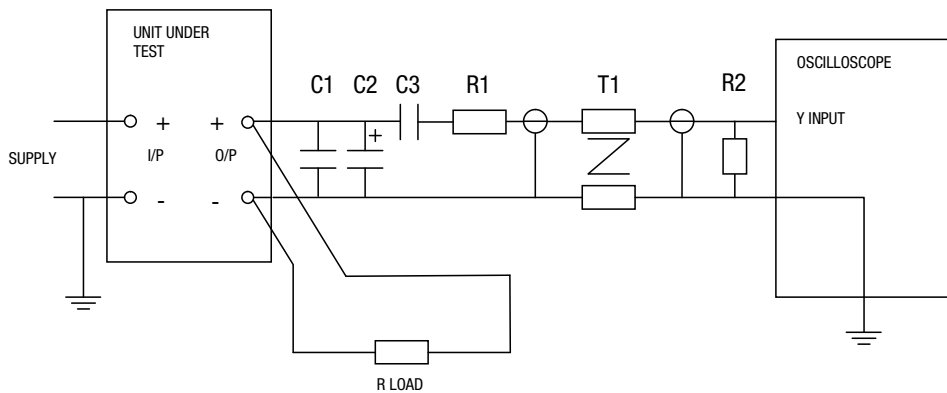 UNIT UNDER
TEST
OSCILLOSCOPE
C1 C2 C3 R1 T1 R2
+ + + Y INPUT
SUPPLY I/P O/P
- -
R LOAD